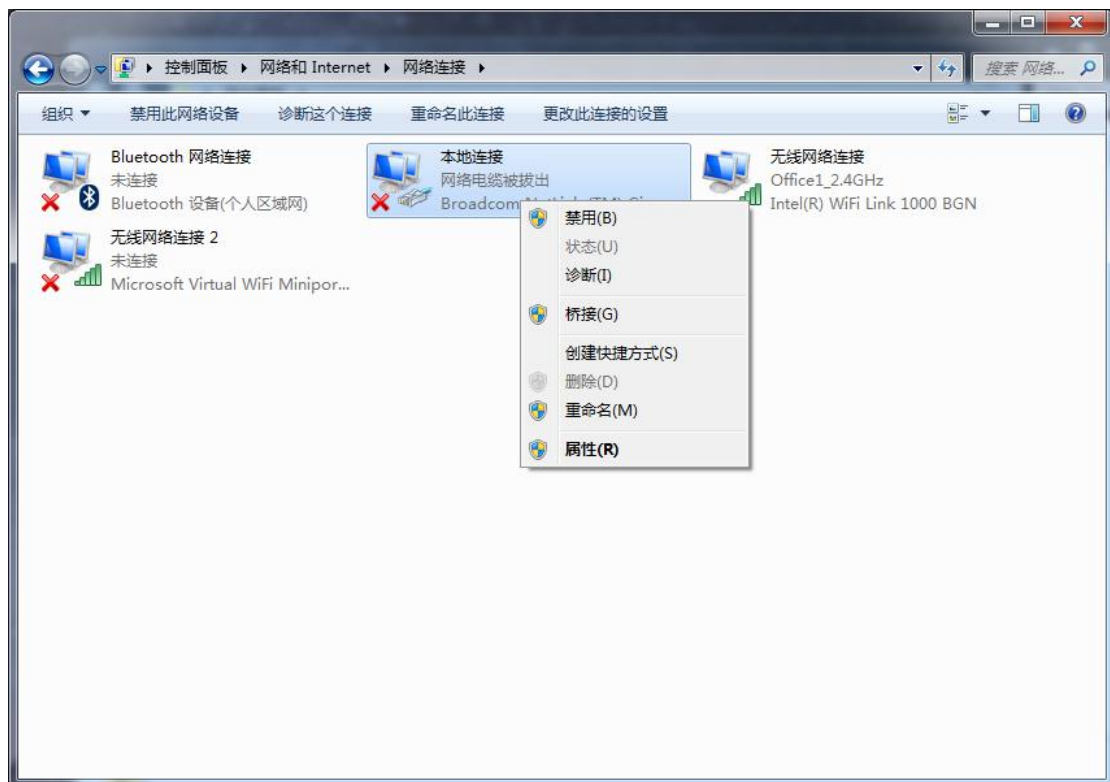 控制面板 ▸ 网络和 Internet ▸ 网络连接 ▸
搜索 网络...
组织 禁用此网络设备 诊断这个连接 重命名此连接 更改此连接的设置
Bluetooth 网络连接
未连接
Bluetooth 设备(个人区域网)
本地连接
网络电缆被拔出
Broadcom
无线网络连接
Office1_2.4GHz
Intel(R) WiFi Link 1000 BGN
无线网络连接 2
未连接
Microsoft Virtual WiFi Minipor...
禁用(B)
状态(U)
诊断(I)
桥接(G)
创建快捷方式(S)
删除(D)
重命名(M)
属性(R)